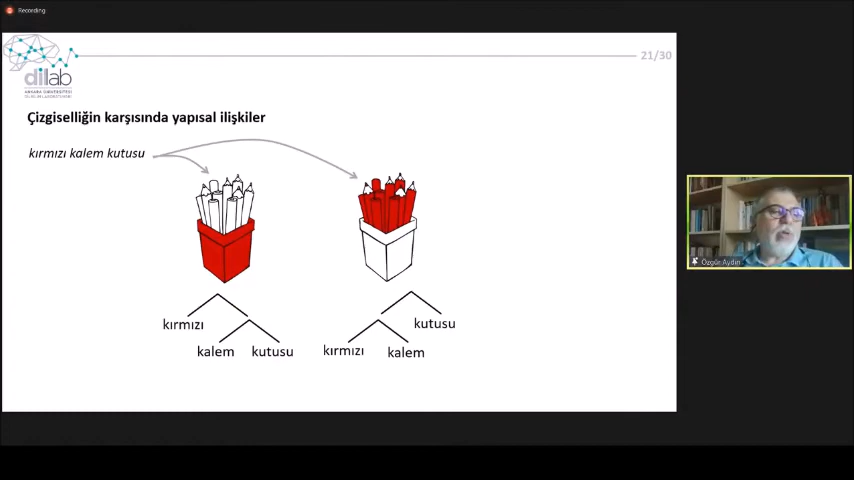 Recording
21/30
dilab
ANKARA ÜNİVERSİTESİ
Çizgiselliğin karşısında yapısal ilişkiler
kırmızı kalem kutusu
kırmızı
kalem kutusu
kutusu
kırmızı kalem
Özgür Aydın